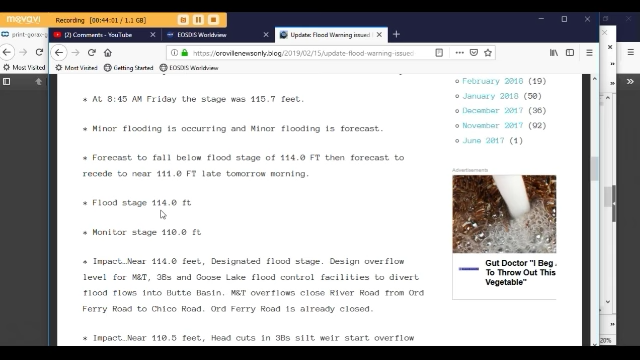 movavi
Recording | 00:44:01 / 1.1 GB
print-gore.org
(2) Comments - YouTube
EOSDIS Worldview
Update: Flood Warning issued
https://orovillenewsonly.blog/2019/02/15/update-flood-warning-issued
Most Visited
Most Visited
Getting Started
EOSDIS Worldview
* At 8:45 AM Friday the stage was 115.7 feet.
* Minor flooding is occurring and Minor flooding is forecast.
* Forecast to fall below flood stage of 114.0 FT then forecast to
recede to near 111.0 FT late tomorrow morning.
* Flood stage 114.0 ft
* Monitor stage 110.0 ft
* Impact…Near 114.0 feet, Designated flood stage. Design overflow
level for M&T, 3Bs and Goose Lake flood control facilities to divert
flood flows into Butte Basin. M&T overflows close River Road from Ord
Ferry Road to Chico Road. Ord Ferry Road is already closed.
* Impact…Near 110.5 feet, Head cuts in 3Bs silt weir start overflow
February 2018 (19)
January 2018 (50)
December 2017 (36)
November 2017 (92)
June 2017 (1)
Advertisements
Gut Doctor "I Beg
To Throw Out This
Vegetable"
20%